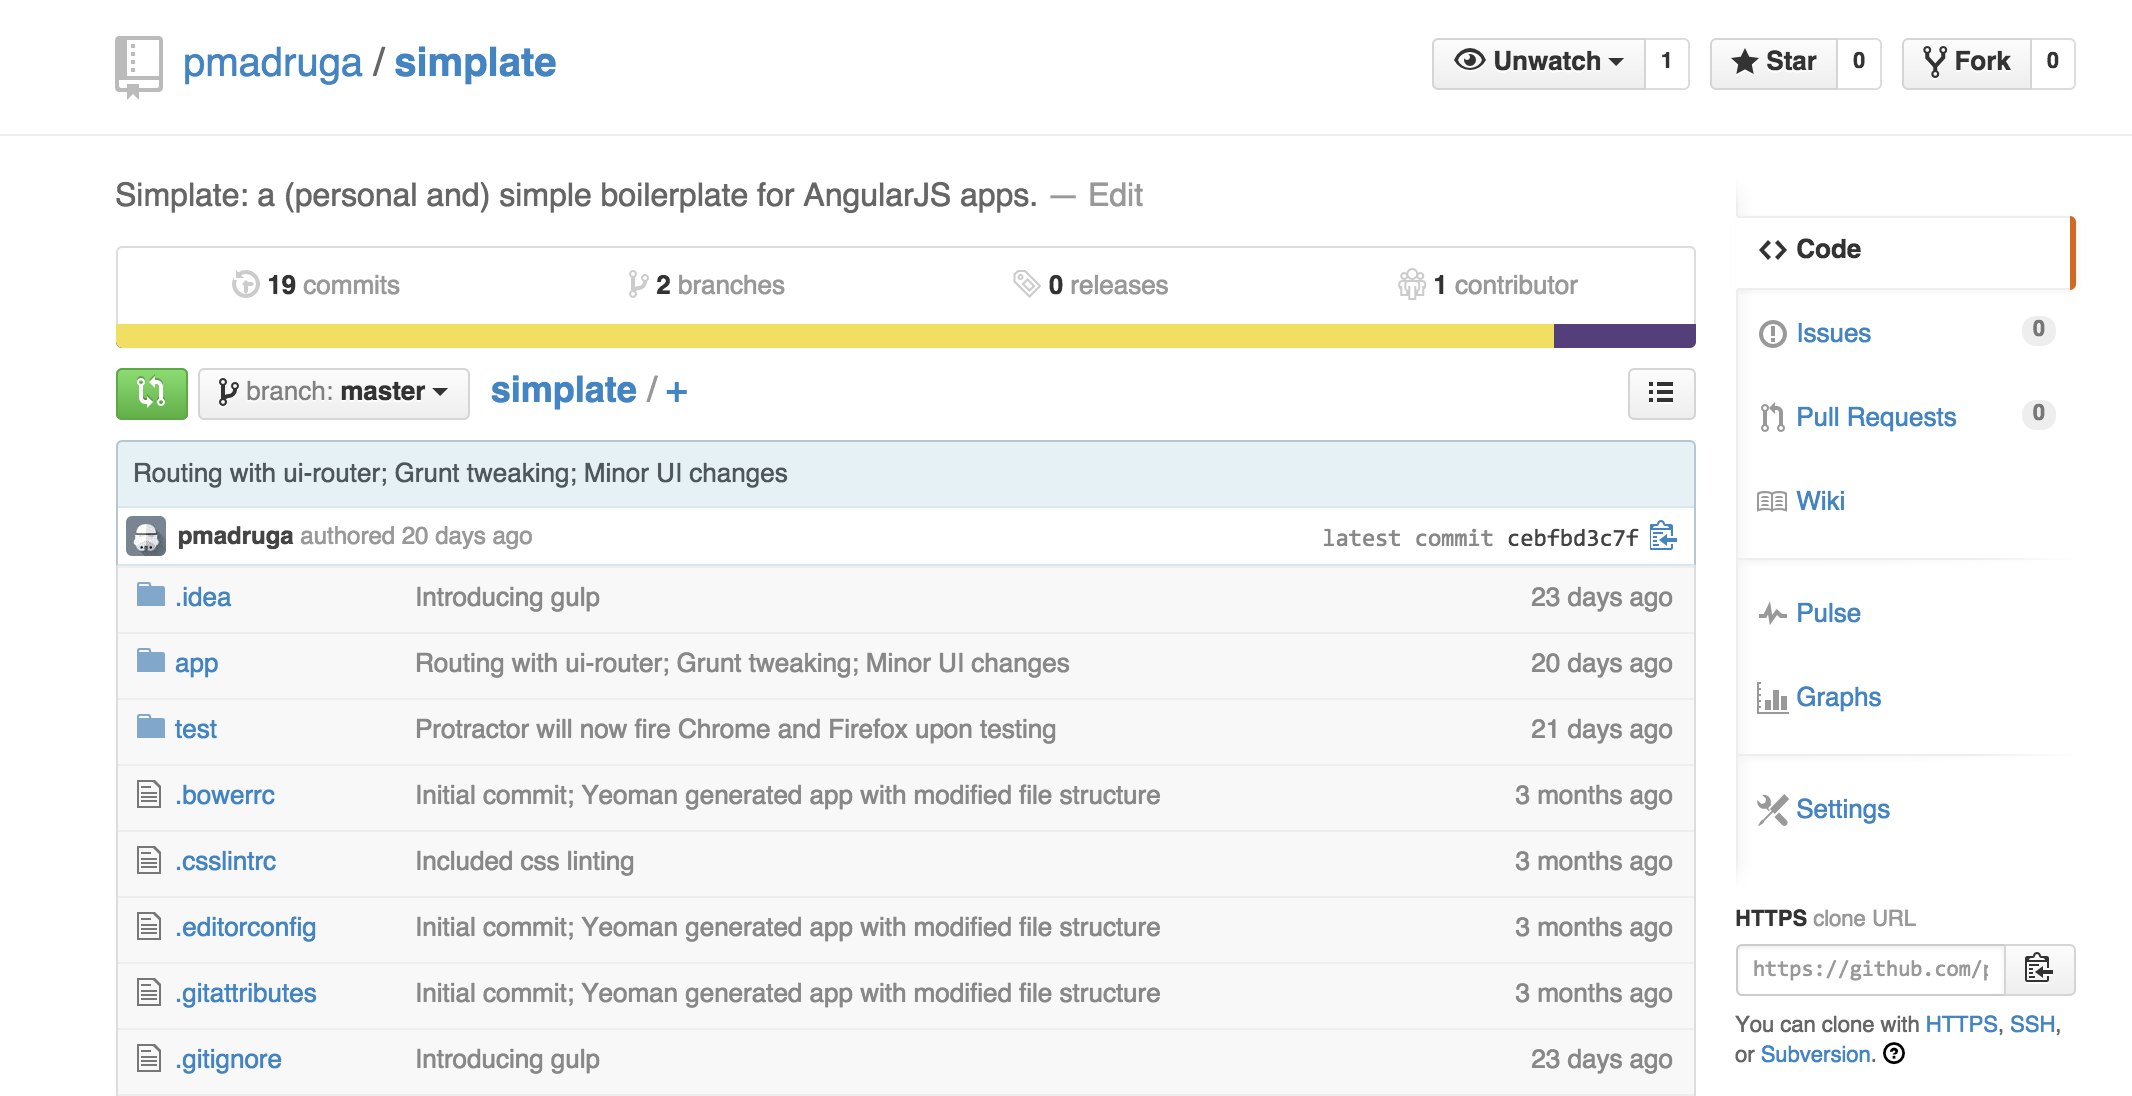 pmadruga / simplate
Unwatch 1 Star 0 Fork 0
Simplate: a (personal and) simple boilerplate for AngularJS apps. — Edit
19 commits 2 branches 0 releases 1 contributor
branch: master simplate / +
Routing with ui-router; Grunt tweaking; Minor UI changes
pmadruga authored 20 days ago latest commit cebfbd3c7f
.idea Introducing gulp 23 days ago
app Routing with ui-router; Grunt tweaking; Minor UI changes 20 days ago
test Protractor will now fire Chrome and Firefox upon testing 21 days ago
.bowerrc Initial commit; Yeoman generated app with modified file structure 3 months ago
.csslintrc Included css linting 3 months ago
.editorconfig Initial commit; Yeoman generated app with modified file structure 3 months ago
.gitattributes Initial commit; Yeoman generated app with modified file structure 3 months ago
.gitignore Introducing gulp 23 days ago
Code
Issues 0
Pull Requests 0
Wiki
Pulse
Graphs
Settings
HTTPS clone URL
https://github.com/p
You can clone with HTTPS, SSH,
or Subversion.